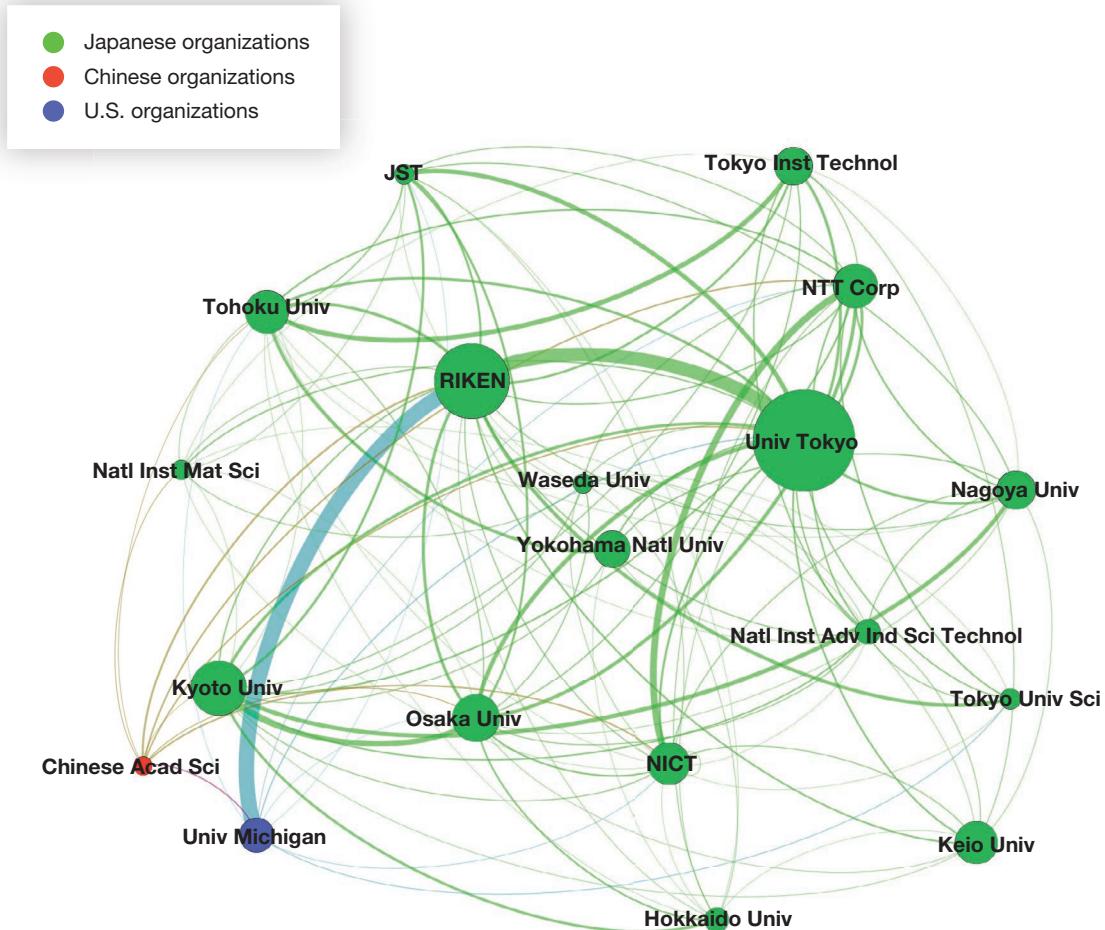 Japanese organizations
Chinese organizations
U.S. organizations
JST
Tokyo Inst Technol
NTT Corp
Tohoku Univ
RIKEN
Univ Tokyo
Natl Inst Mat Sci
Waseda Univ
Nagoya Univ
Yokohama Natl Univ
Natl Inst Adv Ind Sci Technol
Kyoto Univ
Tokyo Univ Sci
Osaka Univ
Chinese Acad Sci
NICT
Univ Michigan
Keio Univ
Hokkaido Univ